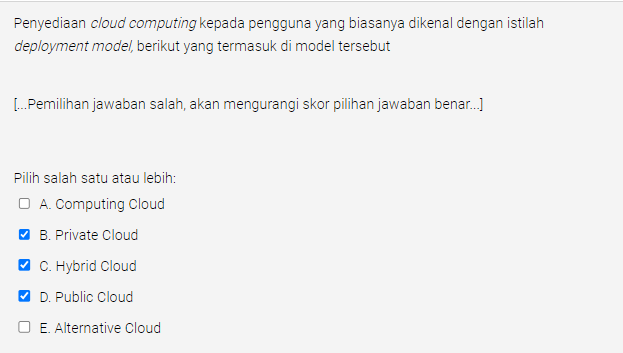 Penyediaan cloud computing kepada pengguna yang biasanya dikenal dengan istilah
deployment model, berikut yang termasuk di model tersebut
[...Pemilihan jawaban salah, akan mengurangi skor pilihan jawaban benar...]
Pilih salah satu atau lebih:
A. Computing Cloud
B. Private Cloud
C. Hybrid Cloud
D. Public Cloud
E. Alternative Cloud